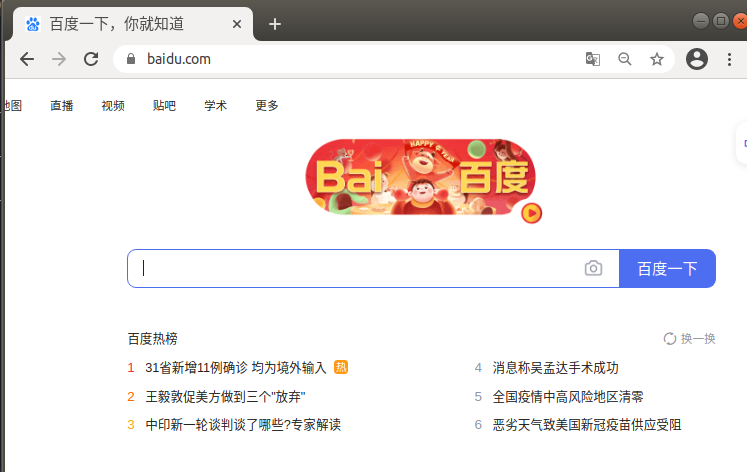 百度一下，你就知道
baidu.com
地图 直播 视频 贴吧 学术 更多
HAPPY 牛 YEAR
Bai 百度
百度一下
百度热榜 换一换
1 31省新增11例确诊 均为境外输入 热
4 消息称吴孟达手术成功
2 王毅敦促美方做到三个"放弃"
5 全国疫情中高风险地区清零
3 中印新一轮谈判谈了哪些?专家解读
6 恶劣天气致美国新冠疫苗供应受阻